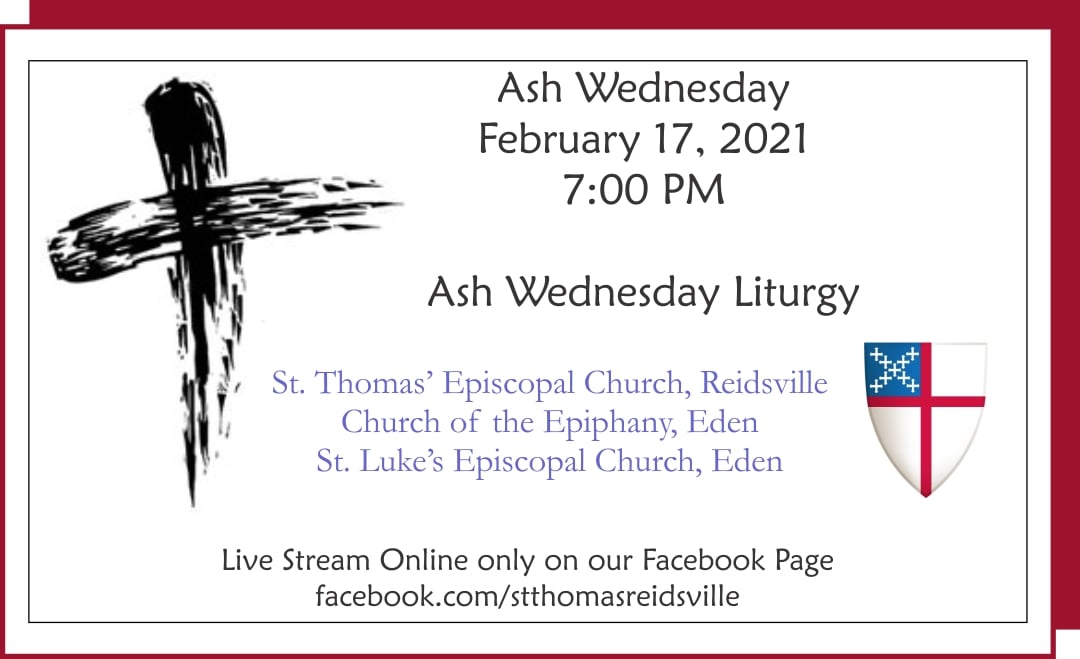 Ash Wednesday
February 17, 2021
7:00 PM
Ash Wednesday Liturgy
St. Thomas’ Episcopal Church, Reidsville
Church of the Epiphany, Eden
St. Luke’s Episcopal Church, Eden
Live Stream Online only on our Facebook Page
facebook.com/stthomasreidsville